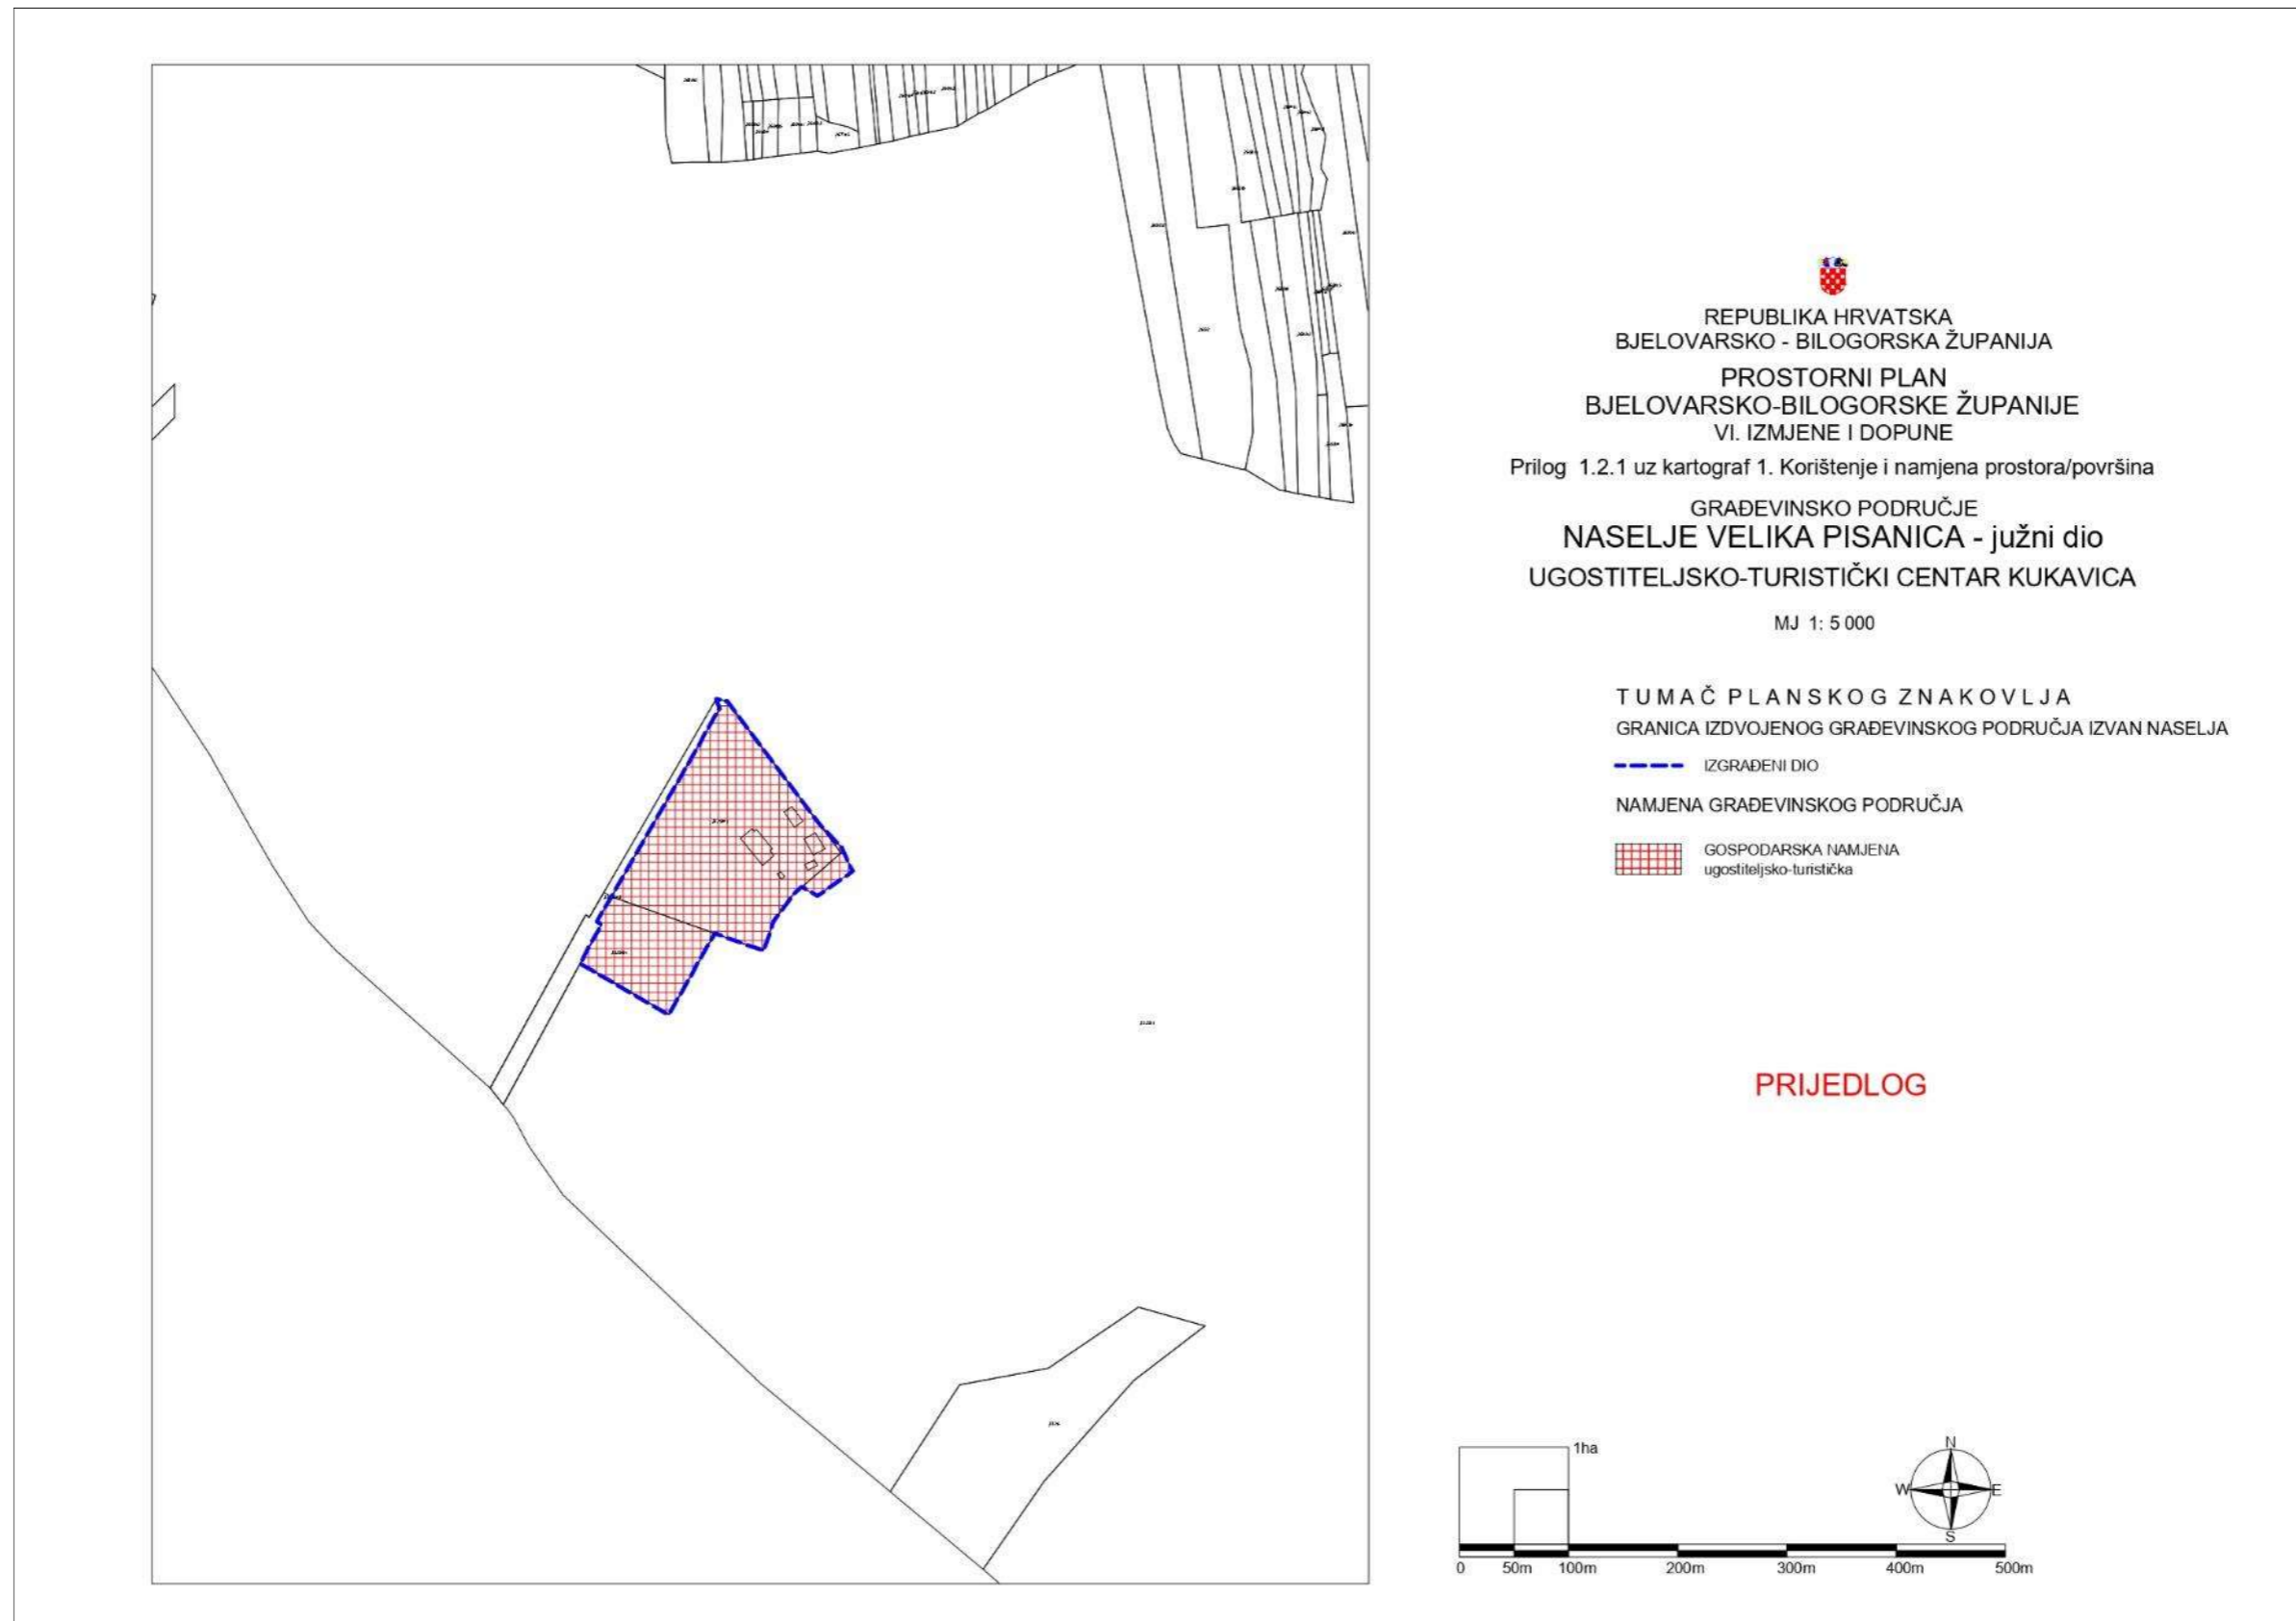 REPUBLIKA HRVATSKA
BJELOVARSKO - BILOGORSKA ŽUPANIJA
PROSTORNI PLAN
BJELOVARSKO-BILOGORSKE ŽUPANIJE
VI. IZMJENE I DOPUNE
Prilog 1.2.1 uz kartograf 1. Korištenje i namjena prostora/površina
GRAĐEVINSKO PODRUČJE
NASELJE VELIKA PISANICA - južni dio
UGOSTITELJSKO-TURISTIČKI CENTAR KUKAVICA
MJ 1: 5 000
TUMAČ PLANSKOG ZNAKOVLJA
GRANICA IZDVOJENOG GRAĐEVINSKOG PODRUČJA IZVAN NASELJA
IZGRAĐENI DIO
NAMJENA GRAĐEVINSKOG PODRUČJA
GOSPODARSKA NAMJENA
ugostiteljsko-turistička
PRIJEDLOG
1ha
N
W E
S
0 50m 100m 200m 300m 400m 500m